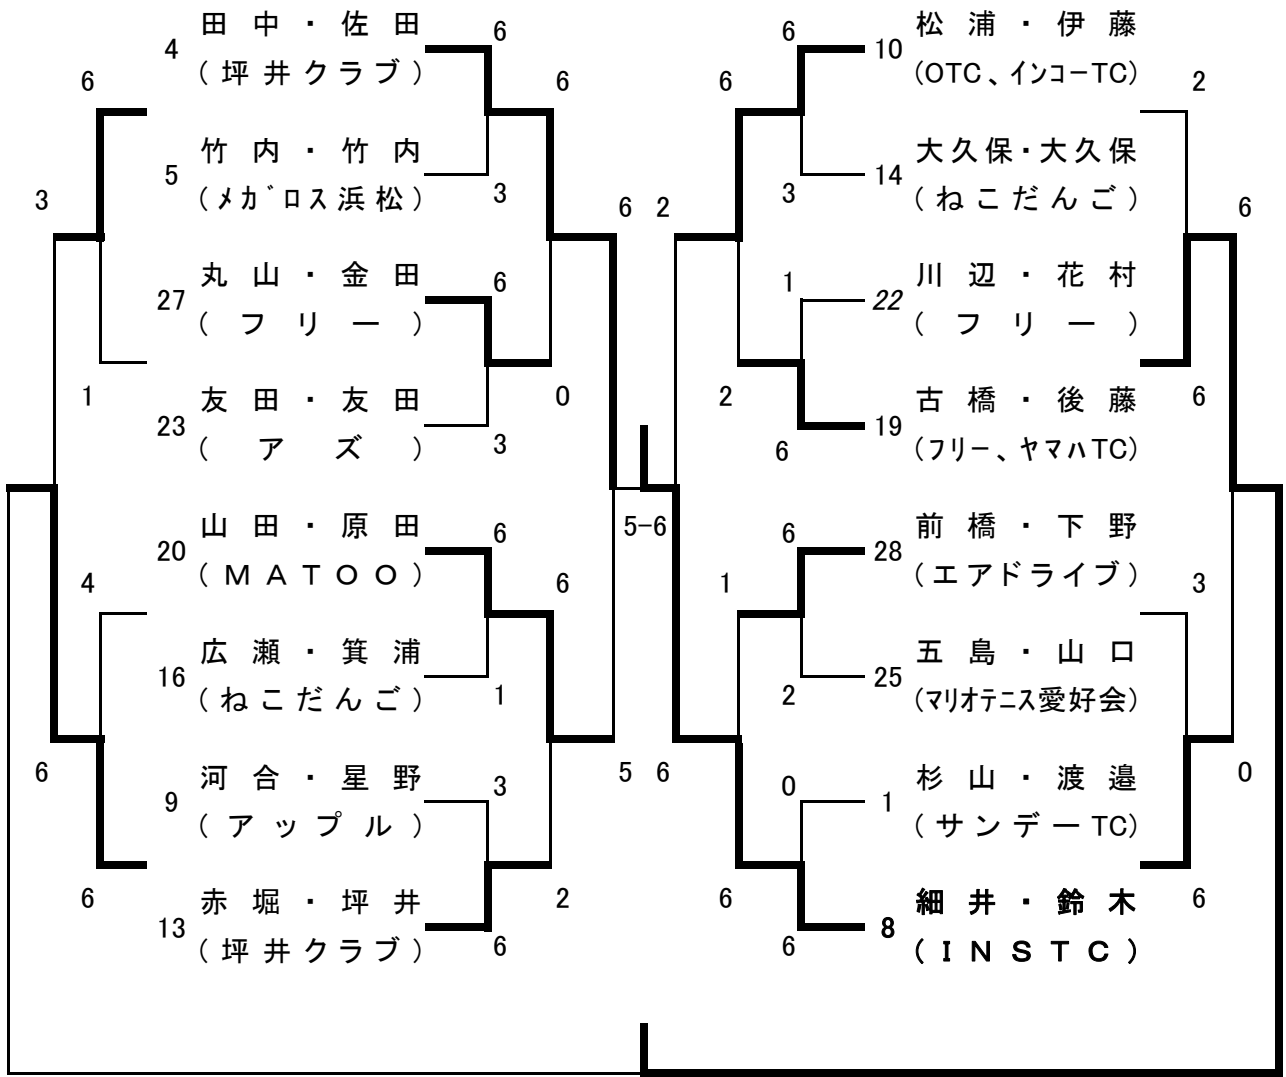 田中・佐田
4
(坪井クラブ)
竹内・竹内
5
(メガロス浜松)
丸山・金田
27
(フリー)
友田・友田
23
(アズ)
山田・原田
20
(MATOO)
広瀬・箕浦
16
(ねこだんご)
河合・星野
9
(アップル)
赤堀・坪井
13
(坪井クラブ)
6
3
1
4
6
6
6
3
6
3
6
1
3
6
6
0
6
2
6
5
5-6
2
6
6
2
1
6
6
3
1
6
6
2
0
6
松浦・伊藤
10
(OTC、インコーTC)
大久保・大久保
14
(ねこだんご)
川辺・花村
22
(フリー)
古橋・後藤
19
(フリー、ヤマハTC)
前橋・下野
28
(エアドライブ)
五島・山口
25
(マリオテニス愛好会)
杉山・渡邉
1
(サンデーTC)
細井・鈴木
8
(INSTC)
2
6
6
3
0
6